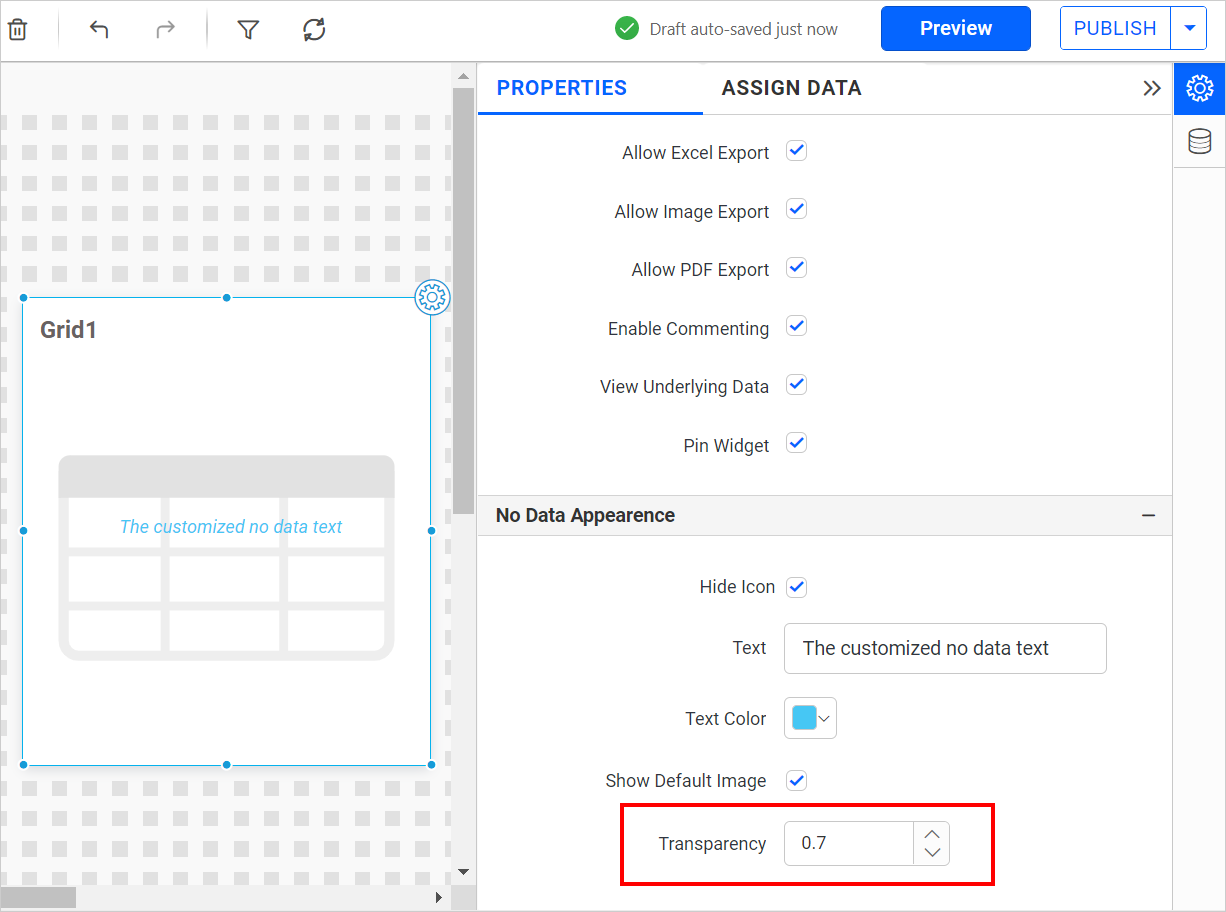 Draft auto-saved just now
Preview
PUBLISH
PROPERTIES
ASSIGN DATA
Allow Excel Export
Allow Image Export
Allow PDF Export
Enable Commenting
View Underlying Data
Pin Widget
Grid1
The customized no data text
No Data Appearence
Hide Icon
Text The customized no data text
Text Color
Show Default Image
Transparency 0.7